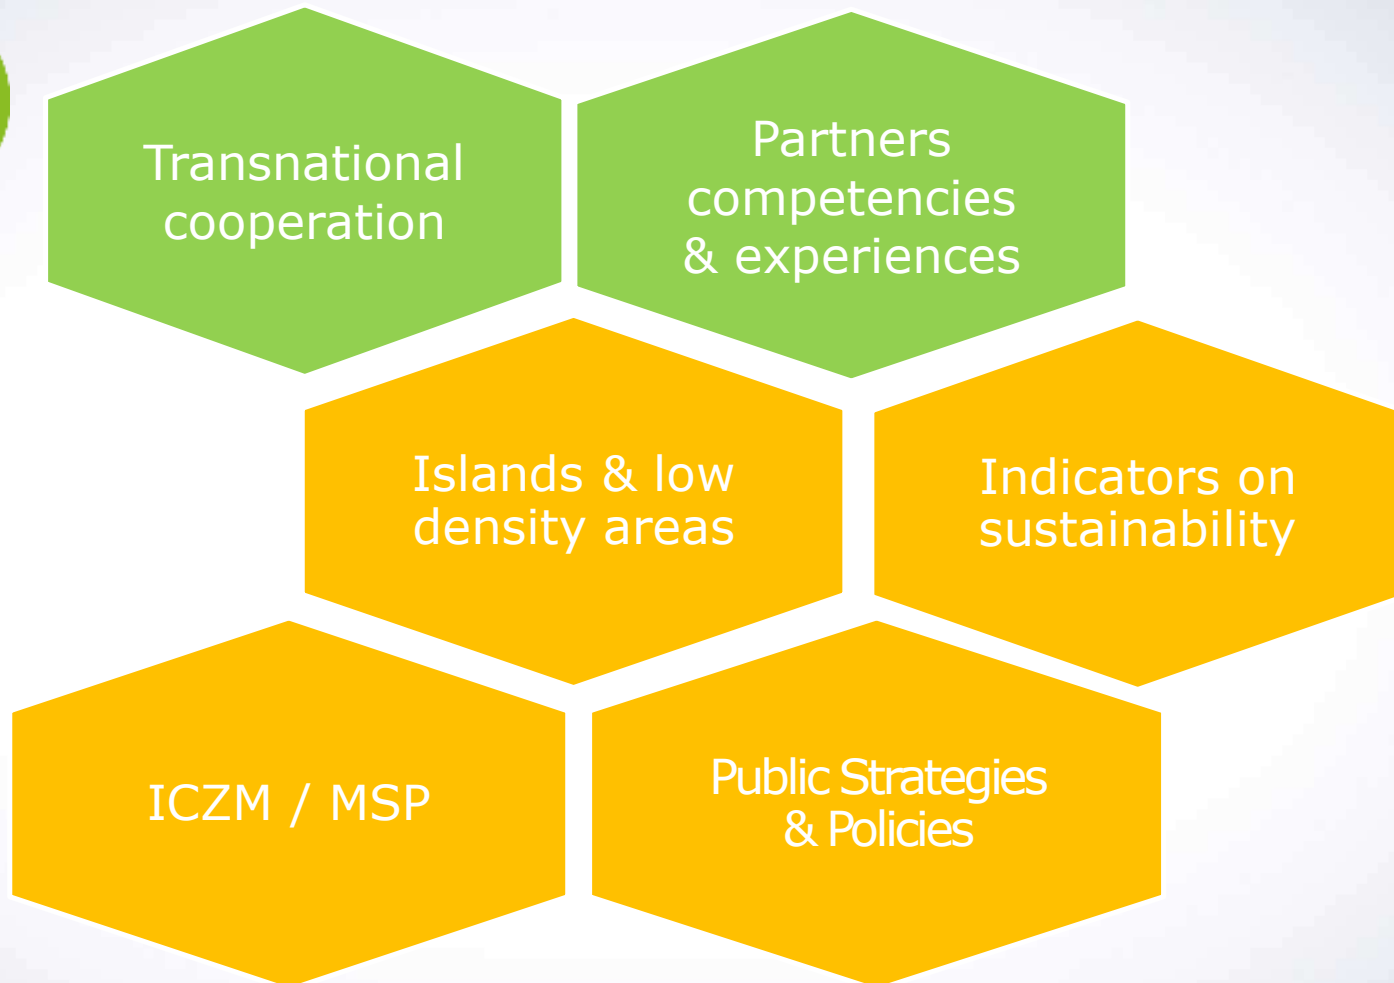 Transnational
cooperation
Partners
competencies
& experiences
Islands & low
density areas
Indicators on
sustainability
ICZM / MSP
Public Strategies
& Policies